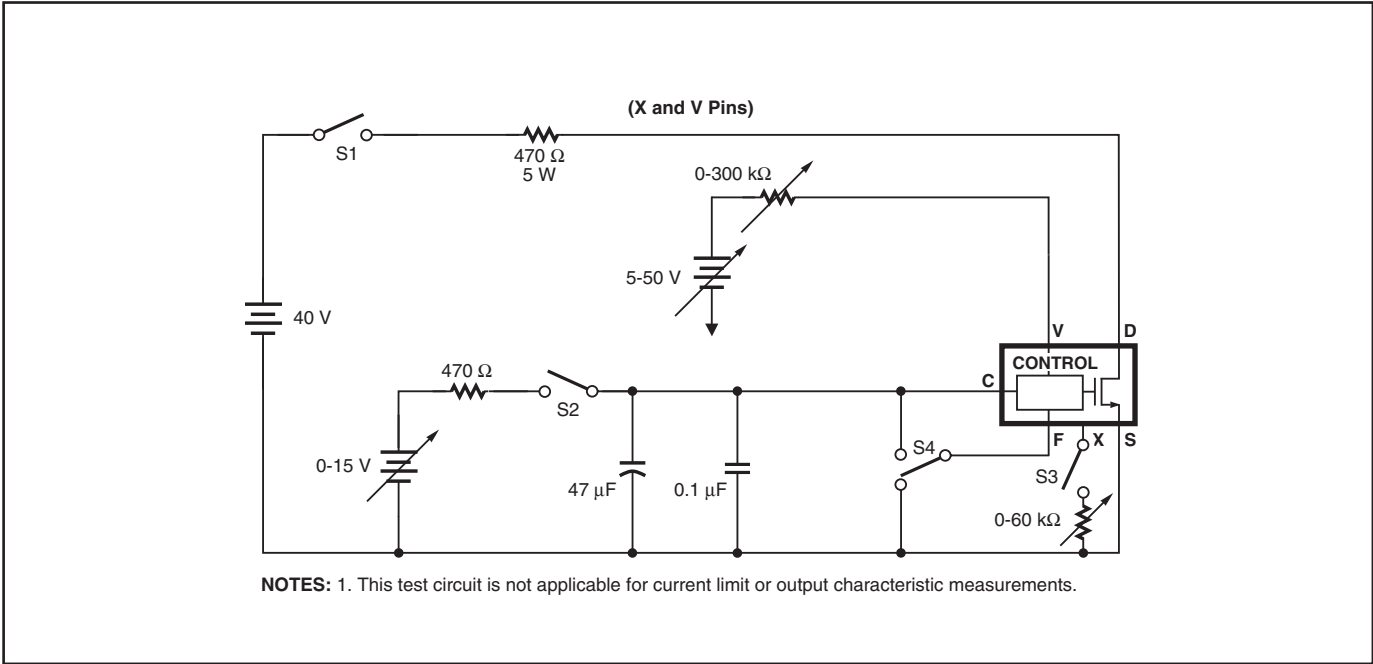 (X and V Pins)
S1
470 Ω
5 W
0-300 kΩ
5-50 V
40 V
V
D
CONTROL
C
470 Ω
S2
F
X
S
S4
S3
0-15 V
47 µF
0.1 µF
0-60 kΩ
NOTES: 1. This test circuit is not applicable for current limit or output characteristic measurements.